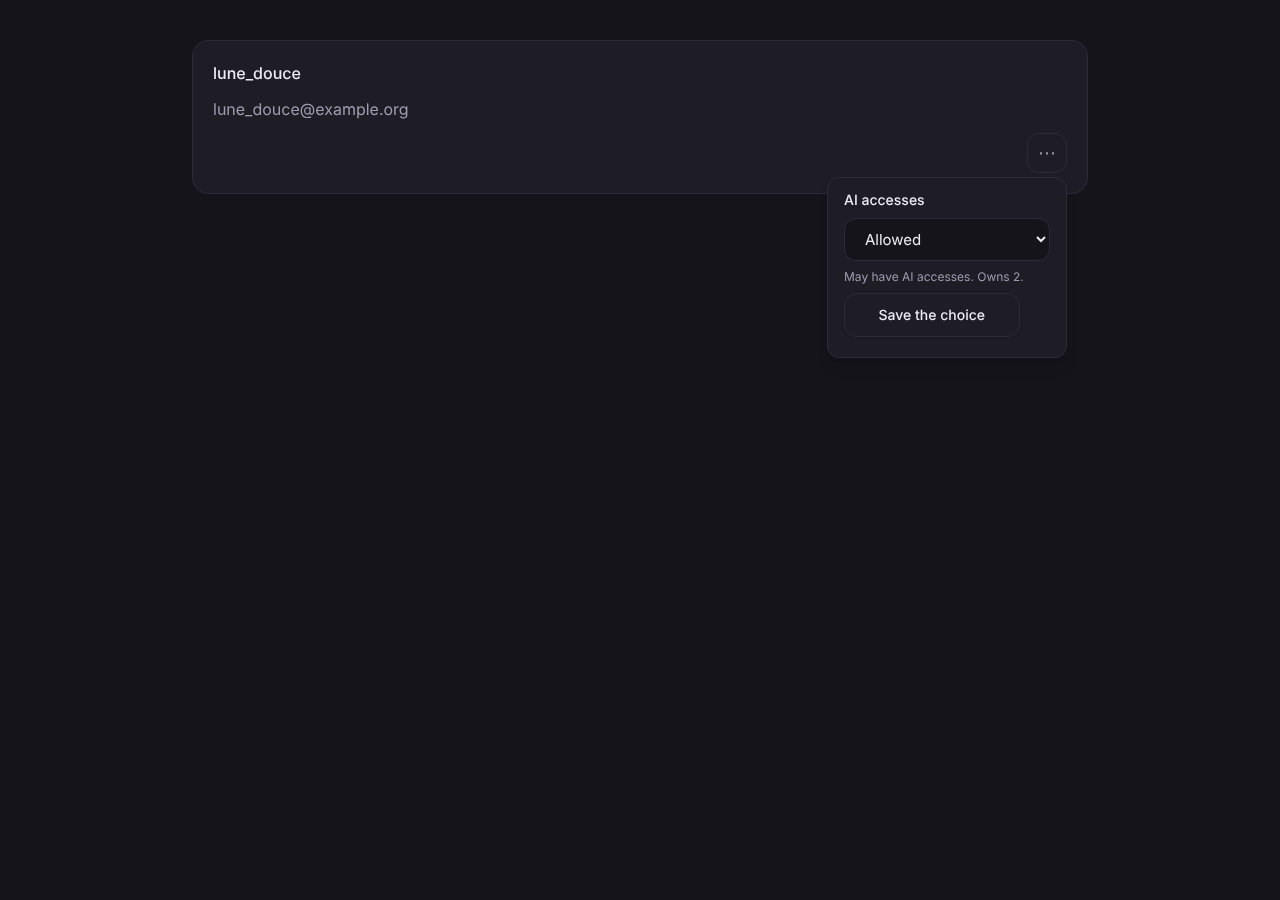 lune_douce
lune_douce@example.org
⋯
AI accesses
Allowed
May have AI accesses. Owns 2.
Save the choice